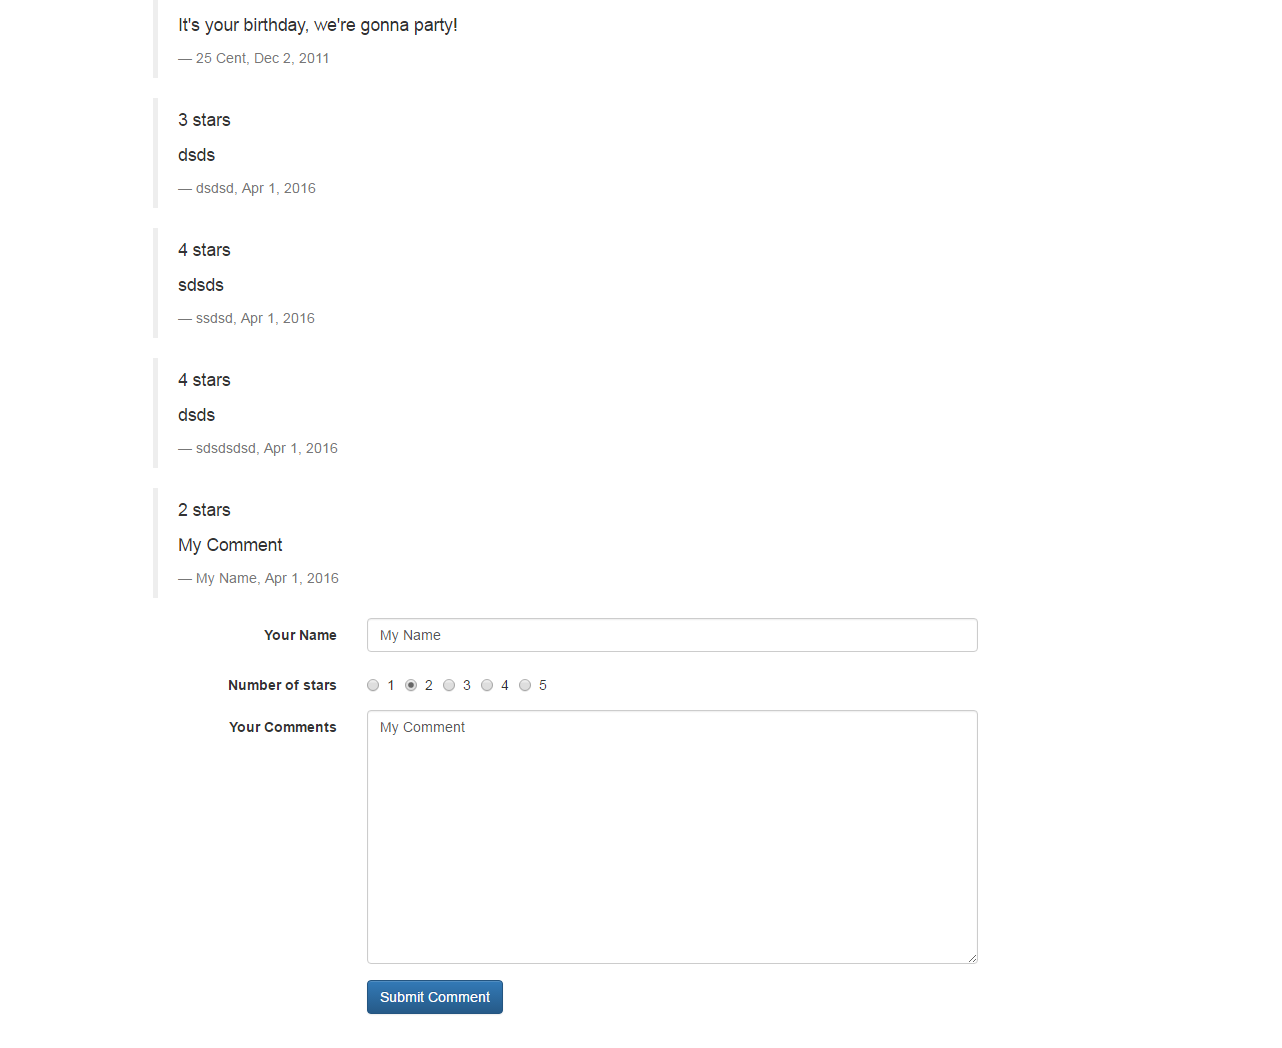 It's your birthday, we're gonna party!
— 25 Cent, Dec 2, 2011
3 stars
dsds
— dsdsd, Apr 1, 2016
4 stars
sdsds
— ssdsd, Apr 1, 2016
4 stars
dsds
— sdsdsdsd, Apr 1, 2016
2 stars
My Comment
— My Name, Apr 1, 2016
Your Name My Name
Number of stars 1 2 3 4 5
Your Comments My Comment
Submit Comment